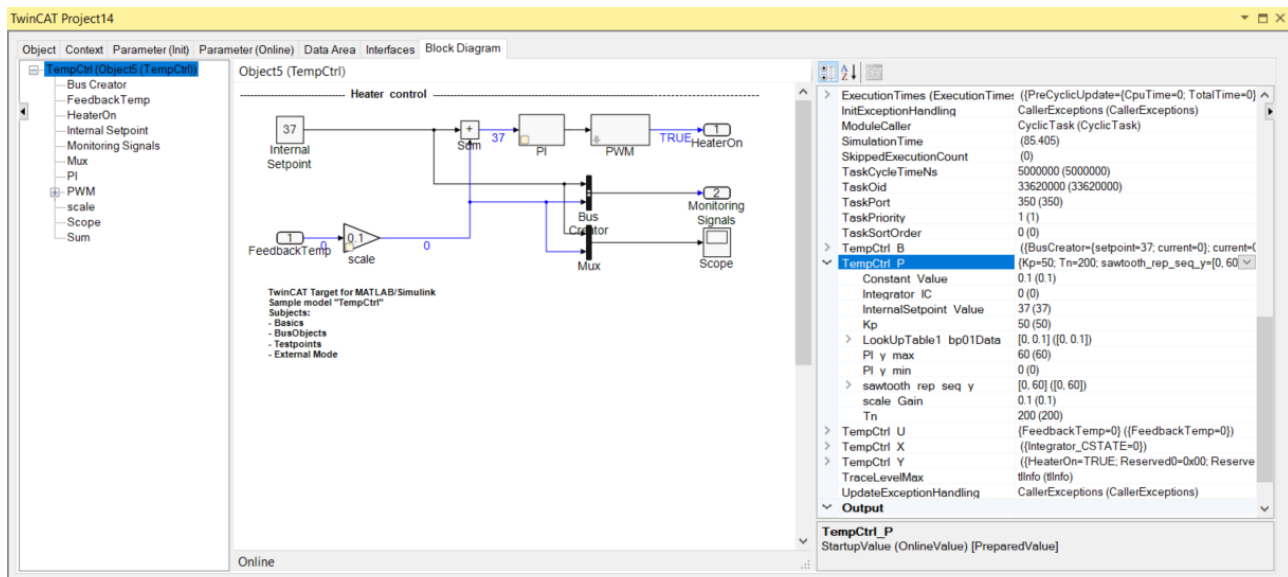 TwinCAT Project14
Object Context Parameter (Init) Parameter (Online) Data Area Interfaces Block Diagram
TempCtrl (Object5 (TempCtrl))
Bus Creator
FeedbackTemp
HeaterOn
Internal Setpoint
Monitoring Signals
Mux
PI
PWM
scale
Scope
Sum
Object5 (TempCtrl)
Heater control
37
Internal
Setpoint
+
Sum
37
PI
PWM
TRUE
1
HeaterOn
Bus
Creator
2
Monitoring
Signals
1
FeedbackTemp
0
0.1
scale
0
Mux
Scope
TwinCAT Target for MATLAB/Simulink
Sample model "TempCtrl"
Subjects:
- Basics
- BusObjects
- Testpoints
- External Mode
Online
ExecutionTimes (ExecutionTimes ({PreCyclicUpdate={CpuTime=0; TotalTime=0}
InitExceptionHandling CallerExceptions (CallerExceptions)
ModuleCaller CyclicTask (CyclicTask)
SimulationTime (85.405)
SkippedExecutionCount (0)
TaskCycleTimeNs 5000000 (5000000)
TaskOid 33620000 (33620000)
TaskPort 350 (350)
TaskPriority 1 (1)
TaskSortOrder 0 (0)
TempCtrl_B ({BusCreator={setpoint=37; current=0}; current=(
TempCtrl_P {Kp=50; Tn=200; sawtooth_rep_seq_y=[0, 60
Constant_Value 0.1 (0.1)
Integrator_IC 0 (0)
InternalSetpoint_Value 37 (37)
Kp 50 (50)
LookUpTable1_bp01Data [0, 0.1] ([0, 0.1])
PI_y_max 60 (60)
PI_y_min 0 (0)
sawtooth_rep_seq_y [0, 60] ([0, 60])
scale_Gain 0.1 (0.1)
Tn 200 (200)
TempCtrl_U {FeedbackTemp=0} ({FeedbackTemp=0})
TempCtrl_X ({Integrator_CSTATE=0})
TempCtrl_Y ({HeaterOn=TRUE; Reserved0=0x00; Reserve
TraceLevelMax tlInfo (tlInfo)
UpdateExceptionHandling CallerExceptions (CallerExceptions)
Output
TempCtrl_P
StartupValue (OnlineValue) [PreparedValue]